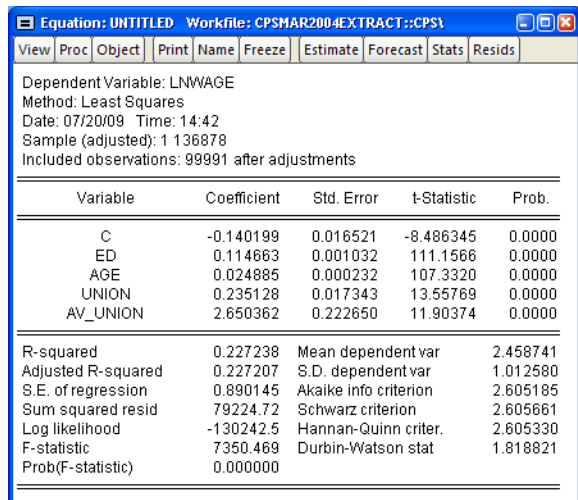 Equation: UNTITLED Workfile: CPSMAR2004EXTRACT::CPS\
View Proc Object Print Name Freeze Estimate Forecast Stats Resids
Dependent Variable: LNWAGE
Method: Least Squares
Date: 07/20/09 Time: 14:42
Sample (adjusted): 1 136878
Included observations: 99991 after adjustments
Variable Coefficient Std. Error t-Statistic Prob.
C -0.140199 0.016521 -8.486345 0.0000
ED 0.114663 0.001032 111.1566 0.0000
AGE 0.024885 0.000232 107.3320 0.0000
UNION 0.235128 0.017343 13.55769 0.0000
AV_UNION 2.650362 0.222650 11.90374 0.0000
R-squared 0.227238 Mean dependent var 2.458741
Adjusted R-squared 0.227207 S.D. dependent var 1.012580
S.E. of regression 0.890145 Akaike info criterion 2.605185
Sum squared resid 79224.72 Schwarz criterion 2.605661
Log likelihood -130242.5 Hannan-Quinn criter. 2.605330
F-statistic 7350.469 Durbin-Watson stat 1.818821
Prob(F-statistic) 0.000000